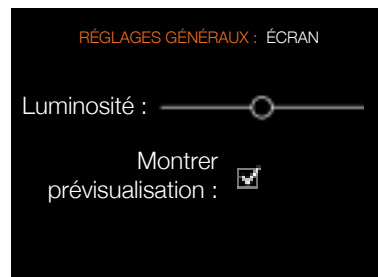 RÉGLAGES GÉNÉRAUX : ÉCRAN
Luminosité :
Montrer
prévisualisation :